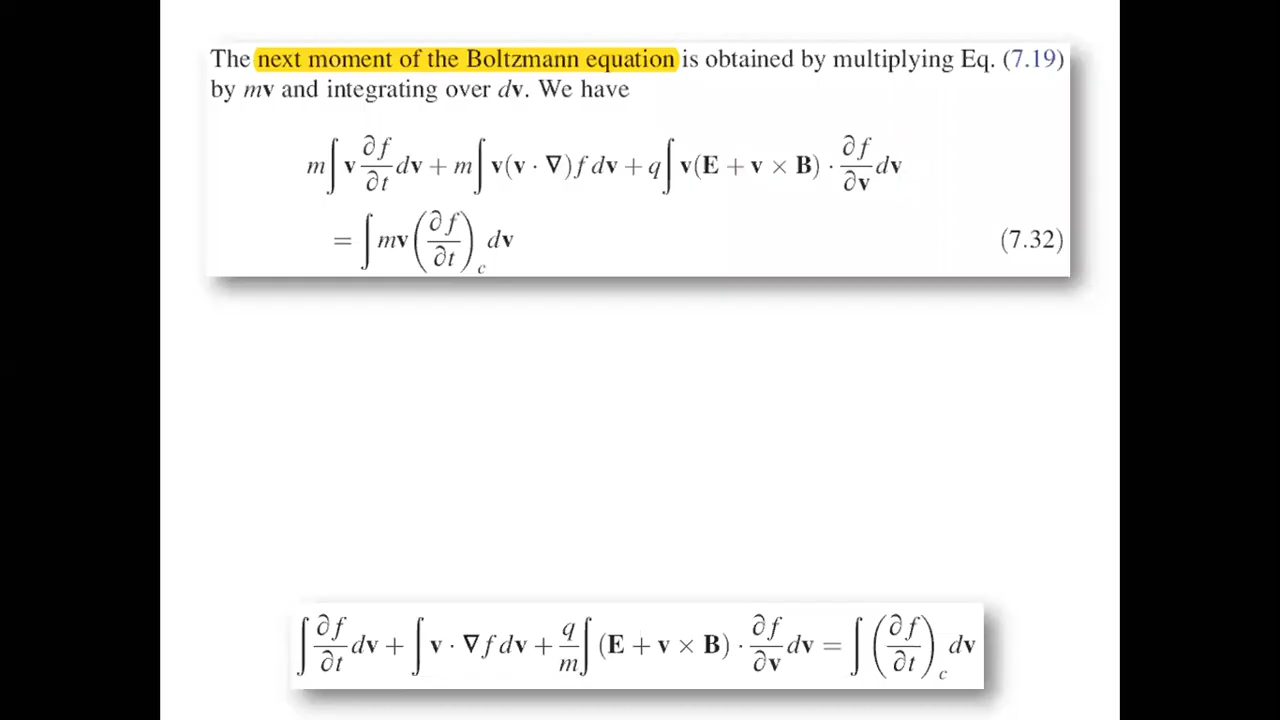 The next moment of the Boltzmann equation is obtained by multiplying Eq. (7.19)
by mv and integrating over dv. We have
m∫ v ∂f/∂t dv + m∫ v(v · ∇)f dv + q∫ v(E + v × B) · ∂f/∂v dv
= ∫ mv(∂f/∂t)_c dv (7.32)
∫ ∂f/∂t dv + ∫ v · ∇f dv + q/m ∫ (E + v × B) · ∂f/∂v dv = ∫ (∂f/∂t)_c dv